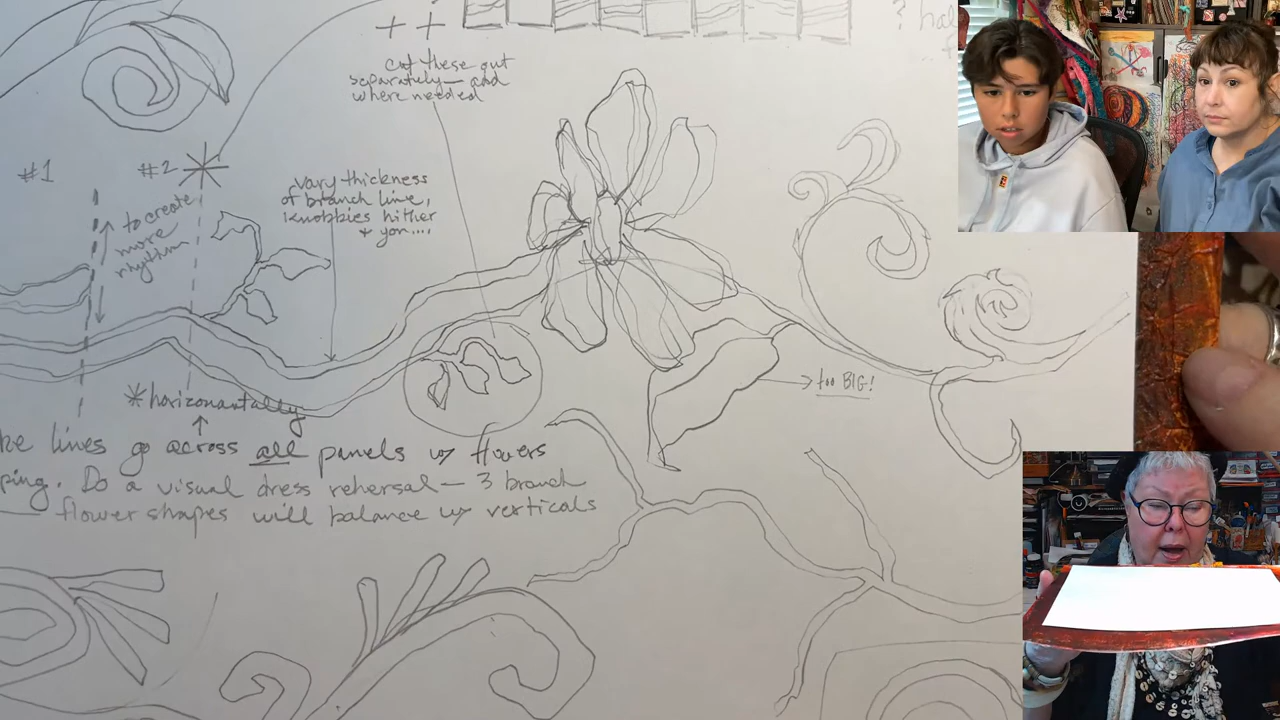 + +
cut these out
separately— and
where needed
#1
#2
to create
more
rhythm
vary thickness
of branch line,
knobbies hither
+ yon....
too BIG!
*horizonantally
lines go across all panels w/ flowers
ping. Do a visual dress rehersal— 3 branch
flower shapes will balance w/ verticals